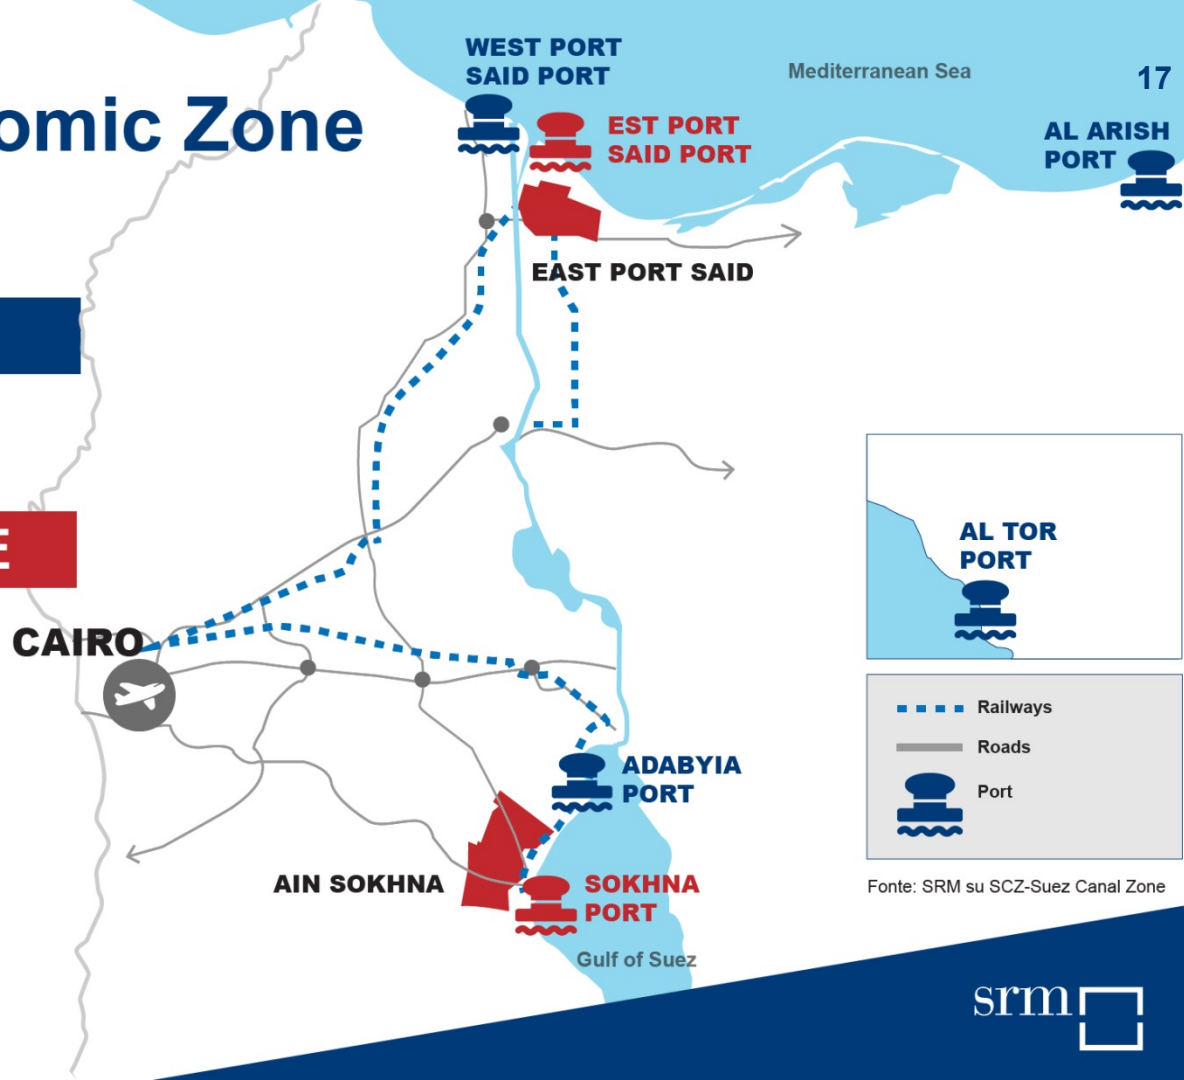 omic Zone
WEST PORT
SAID PORT
Mediterranean Sea
17
EST PORT
SAID PORT
AL ARISH
PORT
EAST PORT SAID
E
CAIRO
AL TOR
PORT
Railways
Roads
Port
ADABYIA
PORT
AIN SOKHNA
SOKHNA
PORT
Fonte: SRM su SCZ-Suez Canal Zone
Gulf of Suez
srm